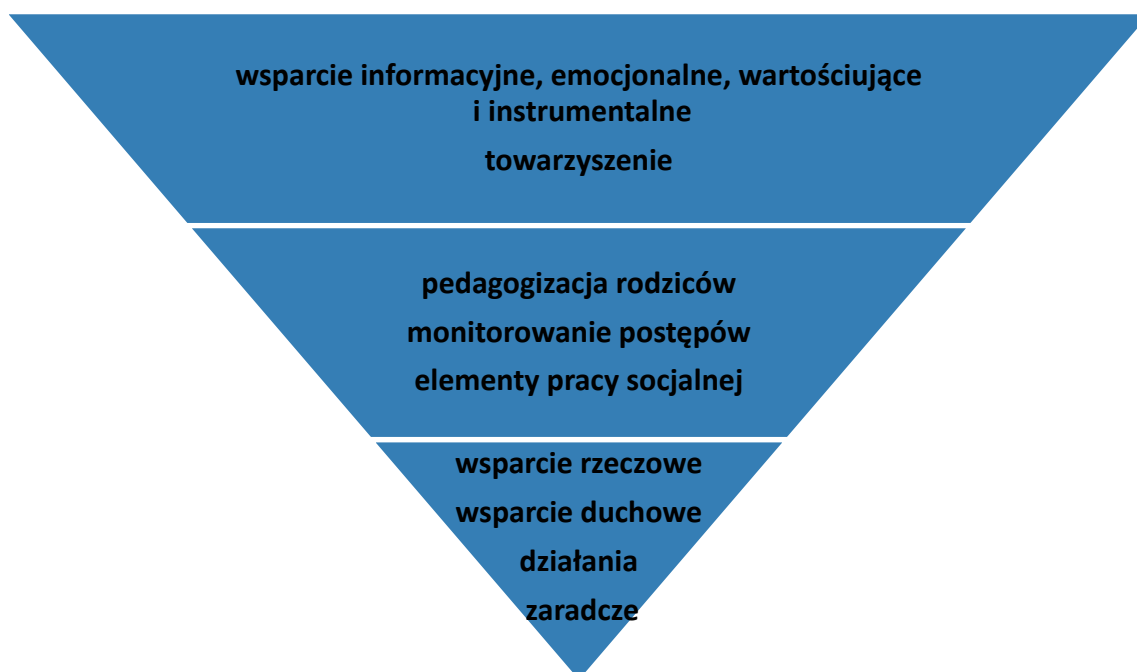 wsparcie informacyjne, emocjonalne, wartościujące
i instrumentalne
towarzyszenie
pedagogizacja rodziców
monitorowanie postępów
elementy pracy socjalnej
wsparcie rzeczowe
wsparcie duchowe
działania
zaradcze